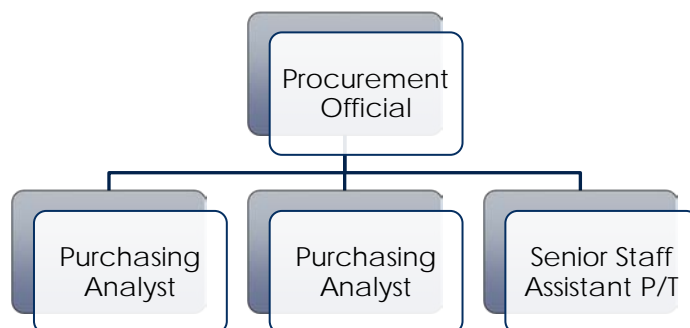 Procurement
Official
Purchasing
Analyst
Purchasing
Analyst
Senior Staff
Assistant P/T